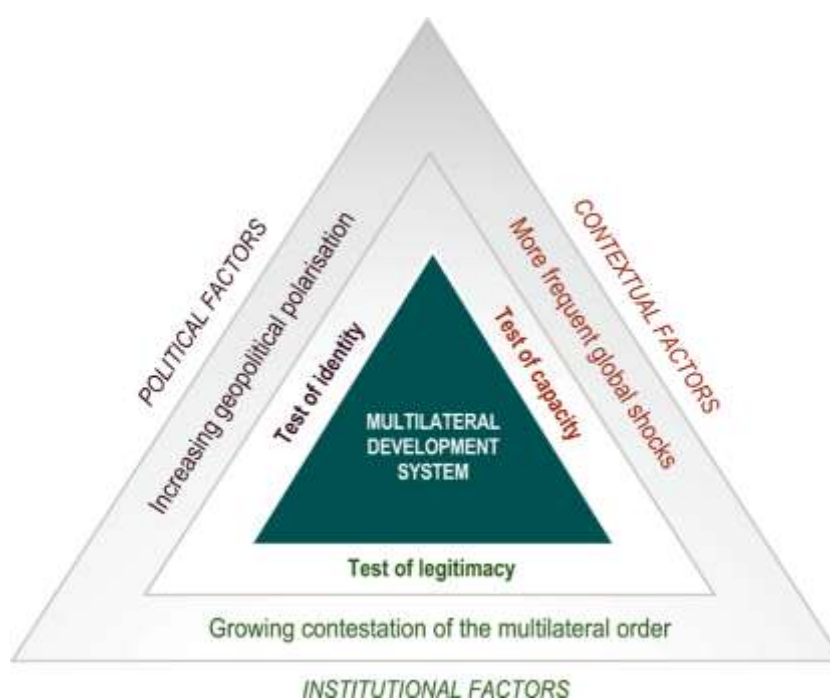 POLITICAL FACTORS
Increasing geopolitical polarisation
Test of identity
CONTEXTUAL FACTORS
More frequent global shocks
Test of capacity
MULTILATERAL
DEVELOPMENT
SYSTEM
Test of legitimacy
Growing contestation of the multilateral order
INSTITUTIONAL FACTORS